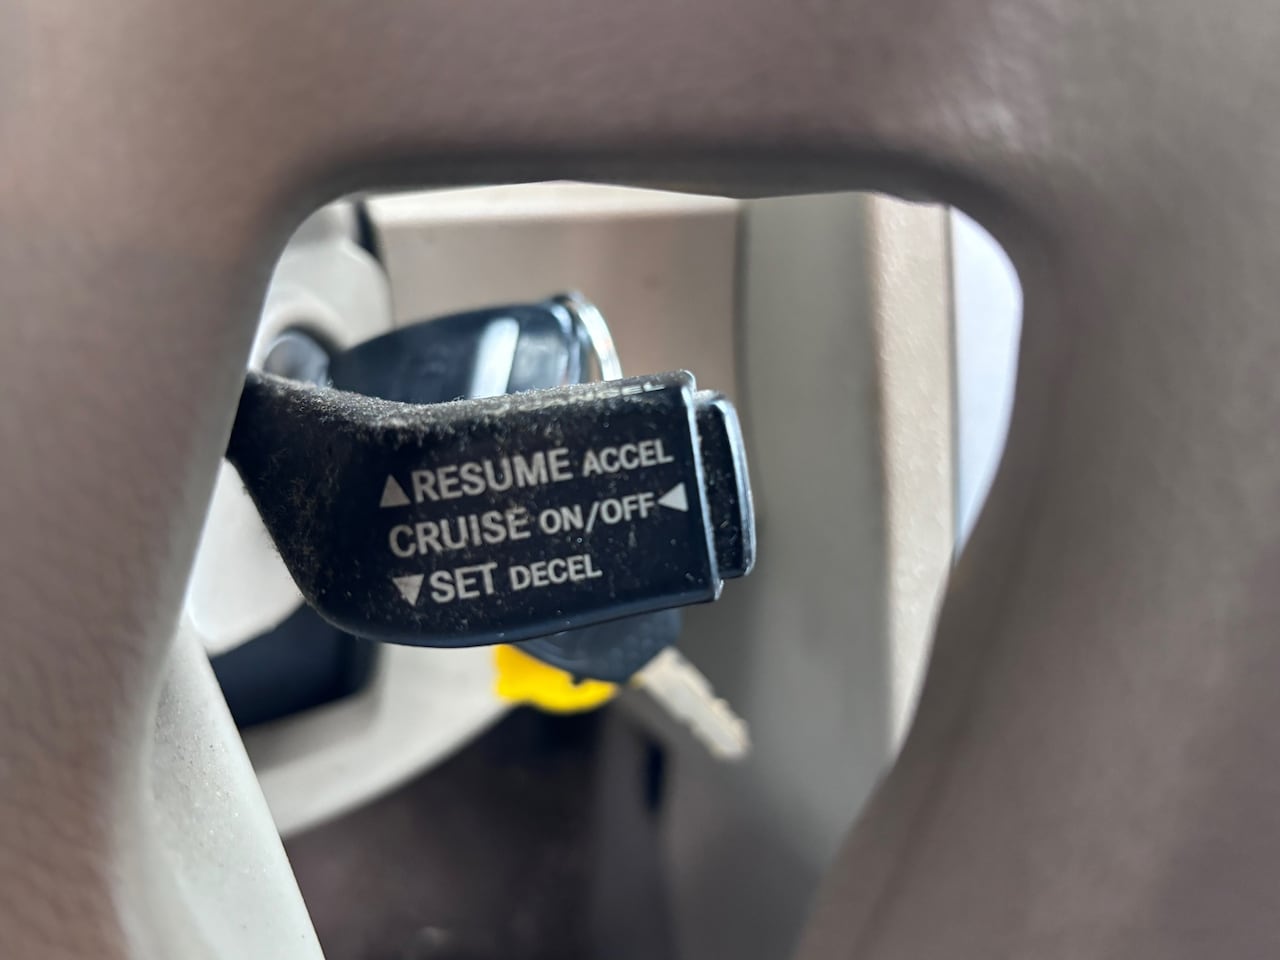 ▲RESUME ACCEL
CRUISE ON/OFF◀
▼SET DECEL